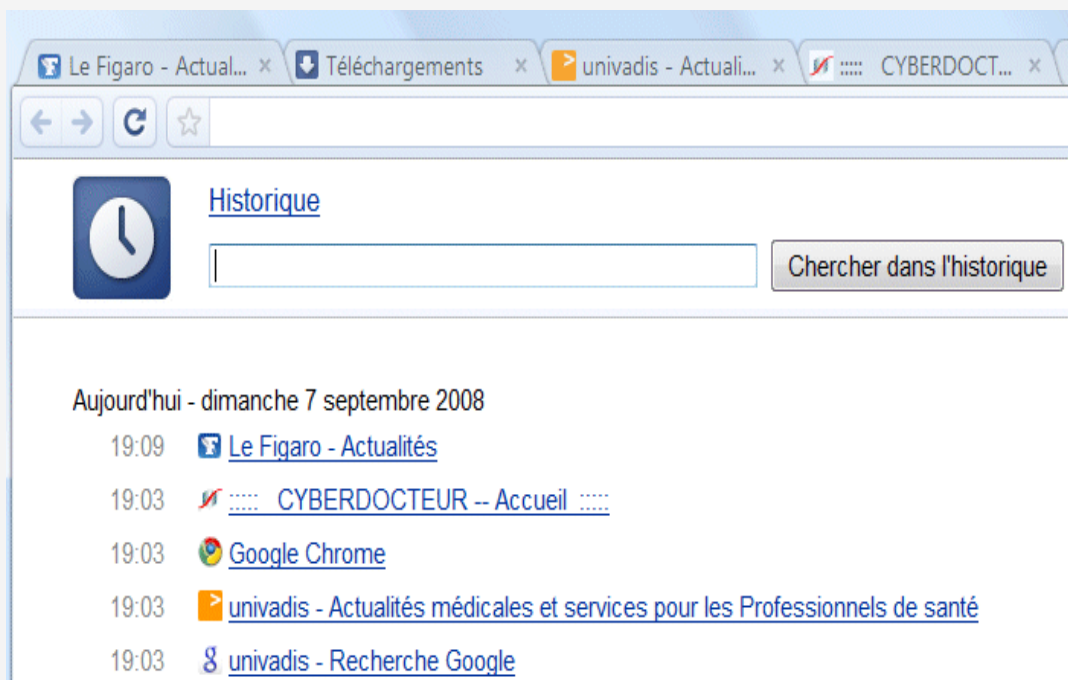 Le Figaro - Actual... Téléchargements univadis - Actuali... ::::: CYBERDOCT...
Historique
Chercher dans l'historique
Aujourd'hui - dimanche 7 septembre 2008
19:09 Le Figaro - Actualités
19:03 ::::: CYBERDOCTEUR -- Accueil :::::
19:03 Google Chrome
19:03 univadis - Actualités médicales et services pour les Professionnels de santé
19:03 univadis - Recherche Google